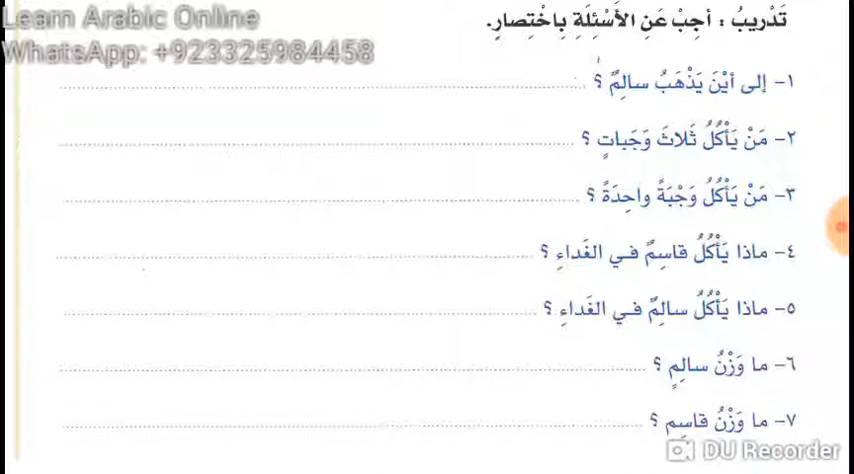 Learn Arabic Online
WhatsApp: +923325984458
تَدْريبُ : أجِبْ عَنِ الأَسْئِلَةِ بِاخْتِصارٍ.
١- إلى أيْنَ يَذْهَبُ سالِمٌ ؟
٢- مَنْ يَأْكُلُ ثَلاثَ وَجَباتٍ ؟
٣- مَنْ يَأْكُلُ وَجْبَةً واحِدَةً ؟
٤- ماذا يَأْكُلُ قاسِمٌ في الغَداءِ ؟
٥- ماذا يَأْكُلُ سالِمٌ في الغَداءِ ؟
٦- ما وَزْنُ سالِمٍ ؟
٧- ما وَزْنُ قاسِمٍ ؟
DU Recorder